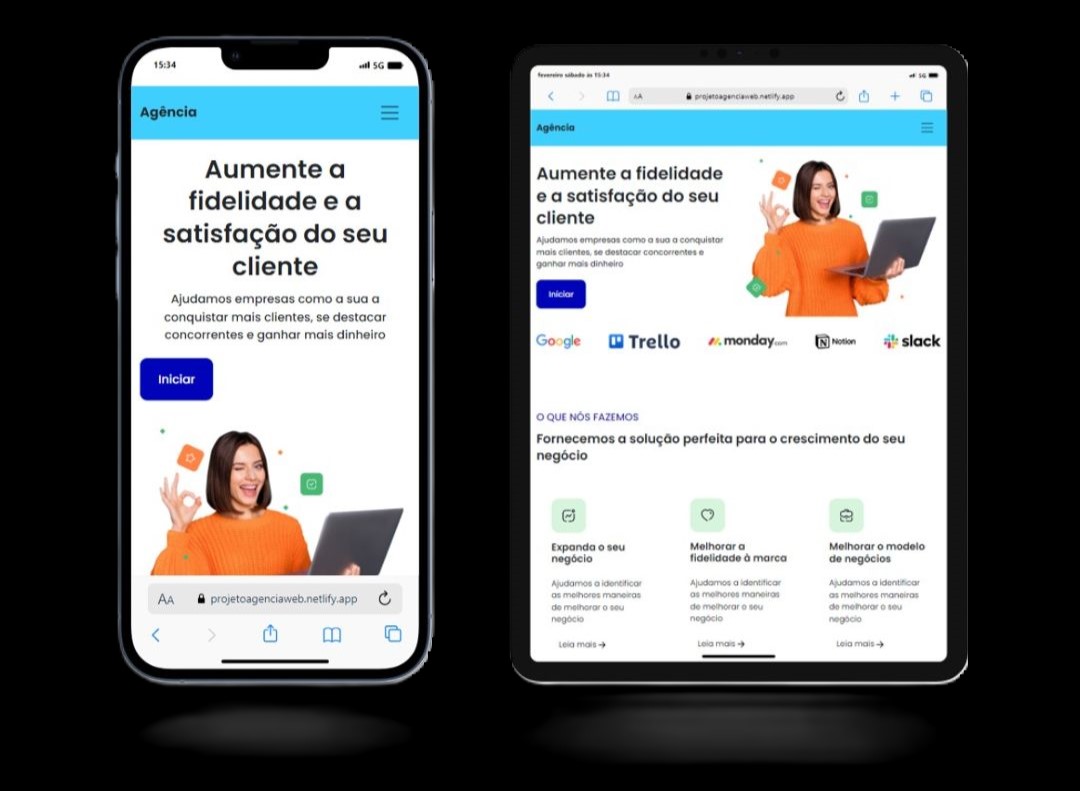 15:34
5G
Agência
Aumente a
fidelidade e a
satisfação do seu
cliente
Ajudamos empresas como a sua a
conquistar mais clientes, se destacar
concorrentes e ganhar mais dinheiro
Iniciar
AA projetoagenciaweb.netlify.app
fevereiro sábado às 15:34
5G
AA projetoagenciaweb.netlify.app
Agência
Aumente a fidelidade
e a satisfação do seu
cliente
Ajudamos empresas como a sua a conquistar
mais clientes, se destacar concorrentes e
ganhar mais dinheiro
Iniciar
Google Trello monday.com Notion slack
O QUE NÓS FAZEMOS
Fornecemos a solução perfeita para o crescimento do seu
negócio
Expanda o seu
negócio
Ajudamos a identificar
as melhores maneiras
de melhorar o seu
negócio
Leia mais →
Melhorar a
fidelidade à marca
Ajudamos a identificar
as melhores maneiras
de melhorar o seu
negócio
Leia mais →
Melhorar o modelo
de negócios
Ajudamos a identificar
as melhores maneiras
de melhorar o seu
negócio
Leia mais →